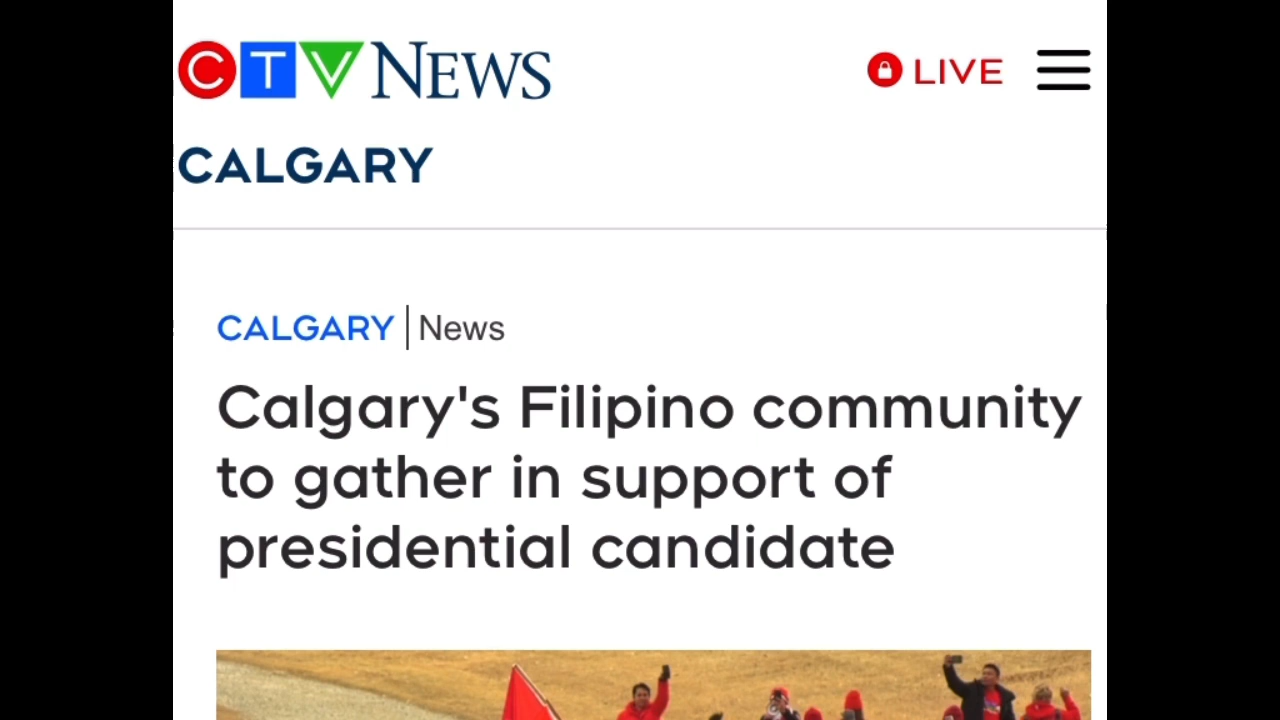 CTV NEWS
LIVE
CALGARY
CALGARY | News
Calgary's Filipino community
to gather in support of
presidential candidate